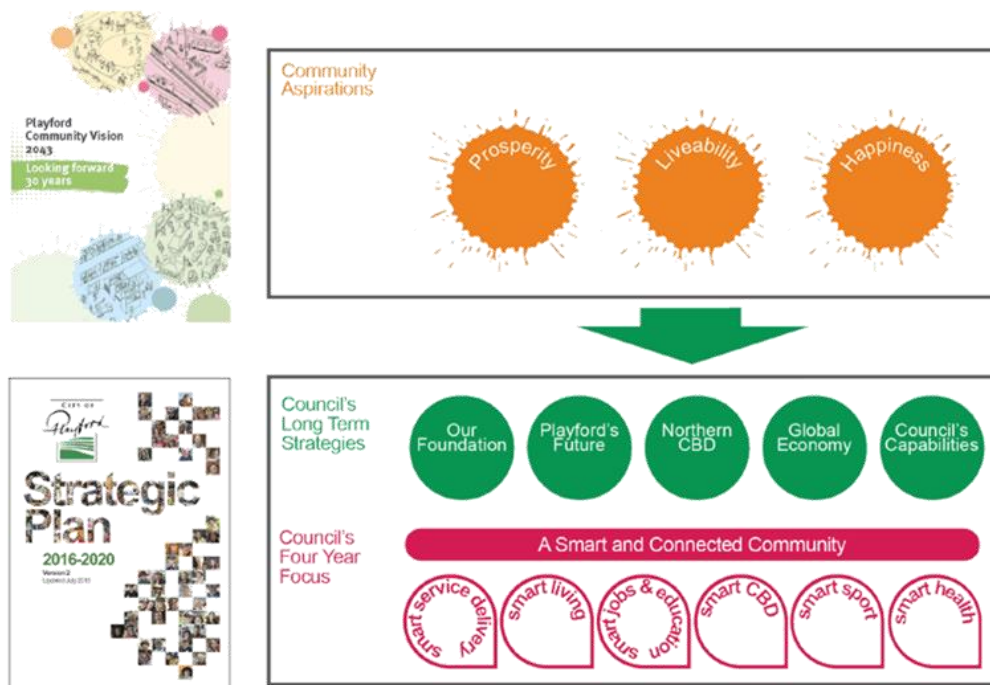 Playford
Community Vision
2043
Looking forward
30 years
Community
Aspirations
Prosperity
Liveability
Happiness
CITY OF
Playford
Strategic
Plan
2016-2020
Version 2
Council's
Long Term
Strategies
Our
Foundation
Playford's
Future
Northern
CBD
Global
Economy
Council's
Capabilities
Council's
Four Year
Focus
A Smart and Connected Community
smart service delivery
smart living
smart jobs & education
smart CBD
smart sport
smart health